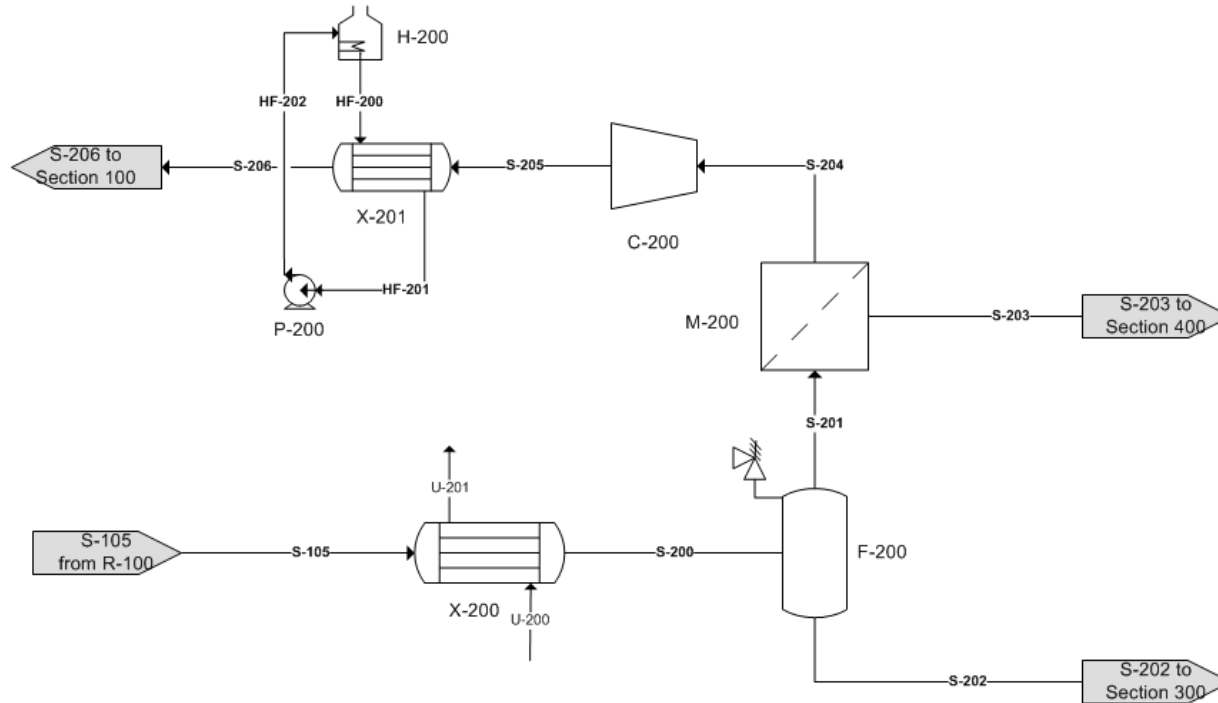 H-200
HF-202
HF-200
S-206 to
Section 100
S-206
S-205
S-204
X-201
C-200
HF-201
P-200
M-200
S-203
S-203 to
Section 400
S-201
U-201
S-105
from R-100
S-105
S-200
F-200
X-200
U-200
S-202
S-202 to
Section 300